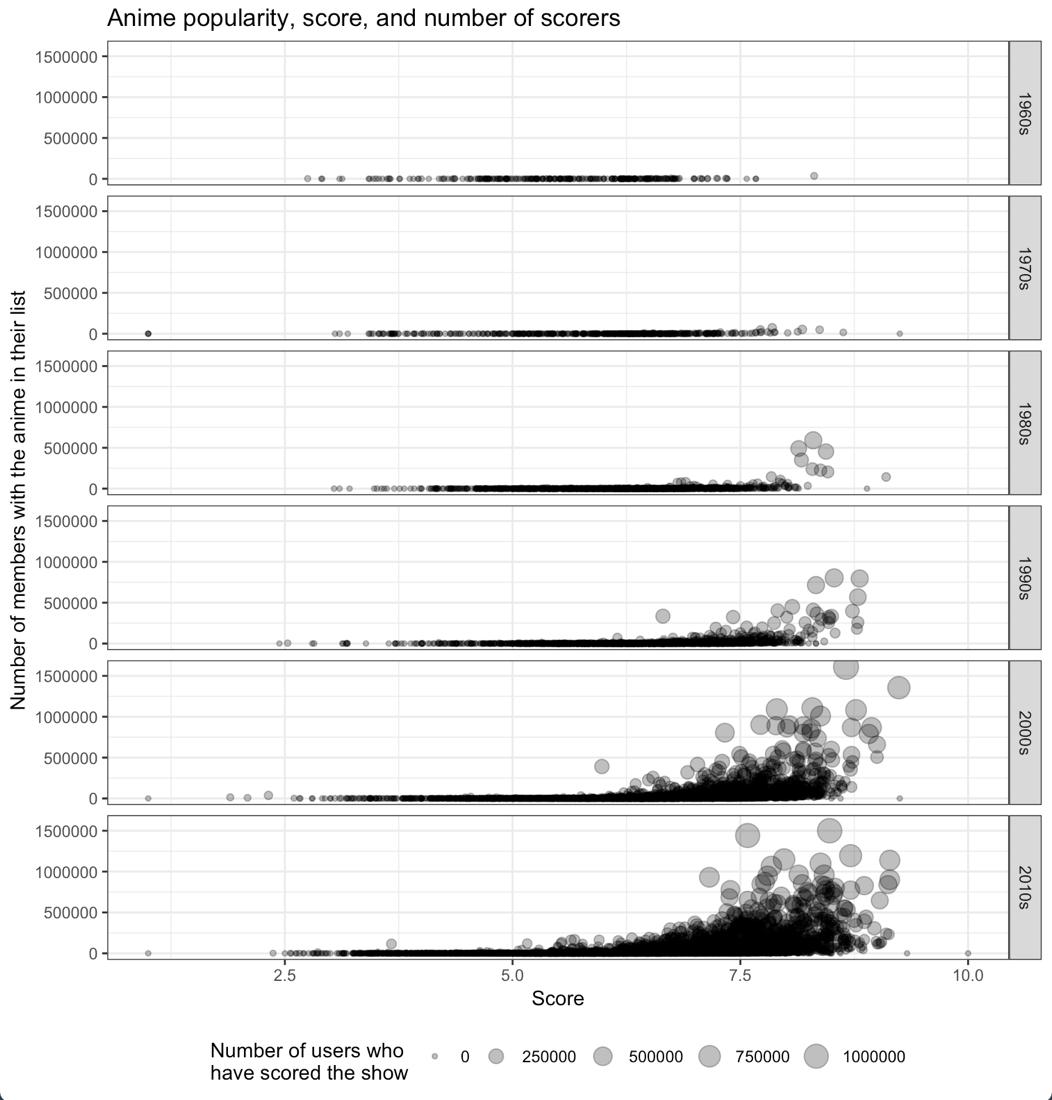 Anime popularity, score, and number of scorers
Number of members with the anime in their list
1500000
1000000
500000
0
1960s
1500000
1000000
500000
0
1970s
1500000
1000000
500000
0
1980s
1500000
1000000
500000
0
1990s
1500000
1000000
500000
0
2000s
1500000
1000000
500000
0
2010s
2.5 5.0 7.5 10.0
Score
Number of users who
have scored the show
0 250000 500000 750000 1000000